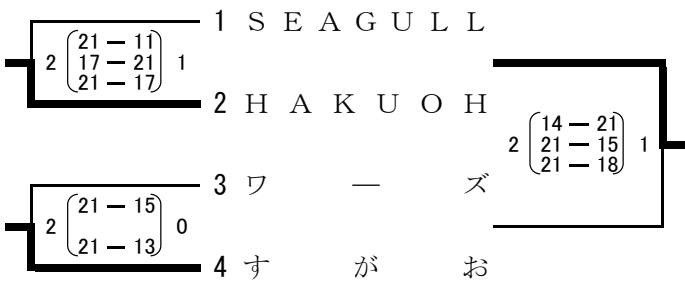 1 SEAGULL
2 (21 — 11 17 — 21 21 — 17) 1
2 HAKUOH
2 (14 — 21 21 — 15 21 — 18) 1
3 ワーズ
2 (21 — 15 21 — 13) 0
4 すがお